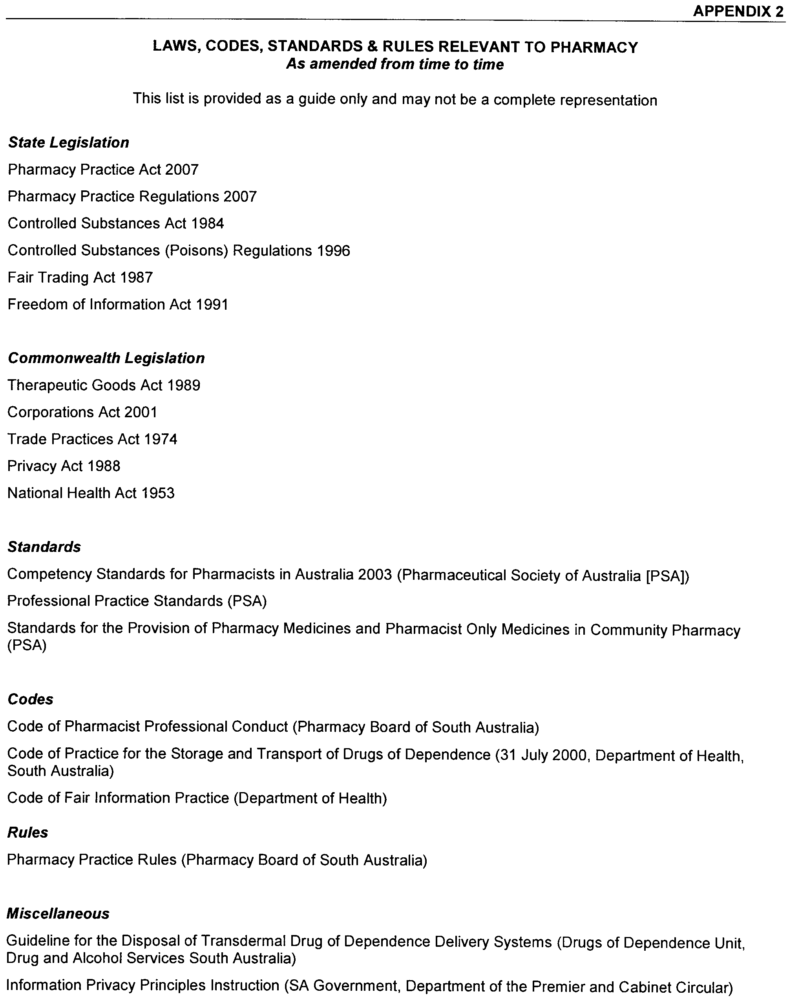 APPENDIX 2
LAWS, CODES, STANDARDS & RULES RELEVANT TO PHARMACY
As amended from time to time
This list is provided as a guide only and may not be a complete representation
State Legislation
Pharmacy Practice Act 2007
Pharmacy Practice Regulations 2007
Controlled Substances Act 1984
Controlled Substances (Poisons) Regulations 1996
Fair Trading Act 1987
Freedom of Information Act 1991
Commonwealth Legislation
Therapeutic Goods Act 1989
Corporations Act 2001
Trade Practices Act 1974
Privacy Act 1988
National Health Act 1953
Standards
Competency Standards for Pharmacists in Australia 2003 (Pharmaceutical Society of Australia [PSA])
Professional Practice Standards (PSA)
Standards for the Provision of Pharmacy Medicines and Pharmacist Only Medicines in Community Pharmacy
(PSA)
Codes
Code of Pharmacist Professional Conduct (Pharmacy Board of South Australia)
Code of Practice for the Storage and Transport of Drugs of Dependence (31 July 2000, Department of Health,
South Australia)
Code of Fair Information Practice (Department of Health)
Rules
Pharmacy Practice Rules (Pharmacy Board of South Australia)
Miscellaneous
Guideline for the Disposal of Transdermal Drug of Dependence Delivery Systems (Drugs of Dependence Unit,
Drug and Alcohol Services South Australia)
Information Privacy Principles Instruction (SA Government, Department of the Premier and Cabinet Circular)